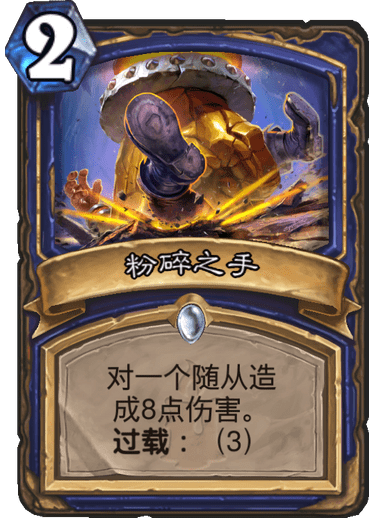 2
粉碎之手
对一个随从造
成8点伤害。
过载：（3）